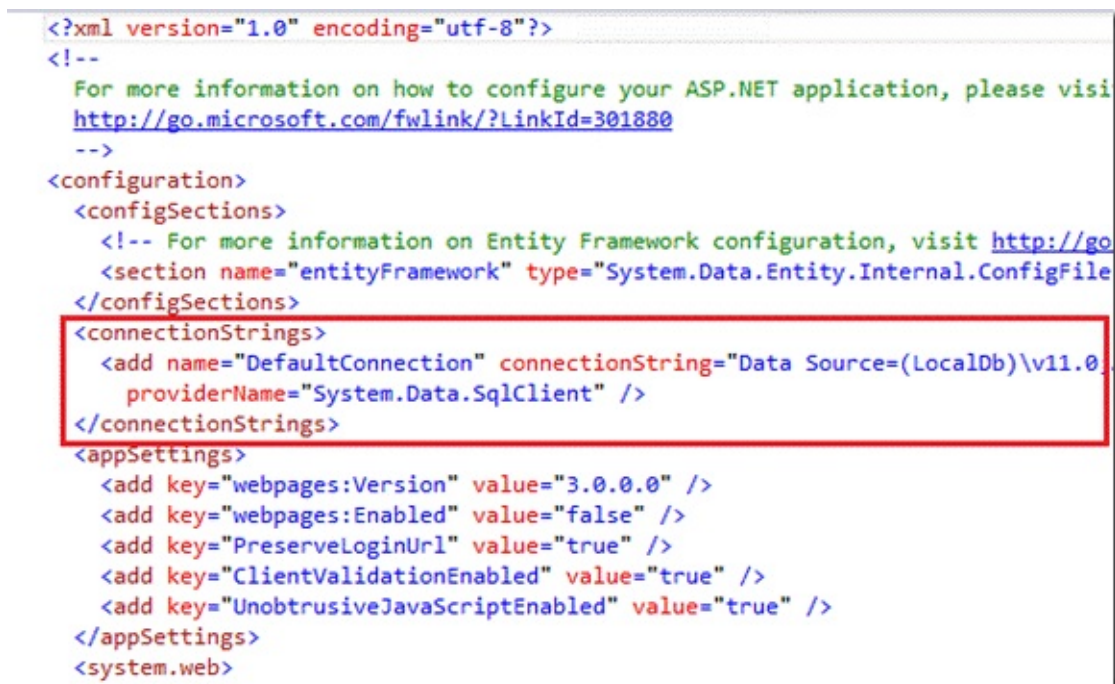 <?xml version="1.0" encoding="utf-8"?>
<!--
For more information on how to configure your ASP.NET application, please visi
http://go.microsoft.com/fwlink/?LinkId=301880
-->
<configuration>
<configSections>
<!-- For more information on Entity Framework configuration, visit http://go
<section name="entityFramework" type="System.Data.Entity.Internal.ConfigFile
</configSections>
<connectionStrings>
<add name="DefaultConnection" connectionString="Data Source=(LocalDb)\v11.0;
providerName="System.Data.SqlClient" />
</connectionStrings>
<appSettings>
<add key="webpages:Version" value="3.0.0.0" />
<add key="webpages:Enabled" value="false" />
<add key="PreserveLoginUrl" value="true" />
<add key="ClientValidationEnabled" value="true" />
<add key="UnobtrusiveJavaScriptEnabled" value="true" />
</appSettings>
<system.web>